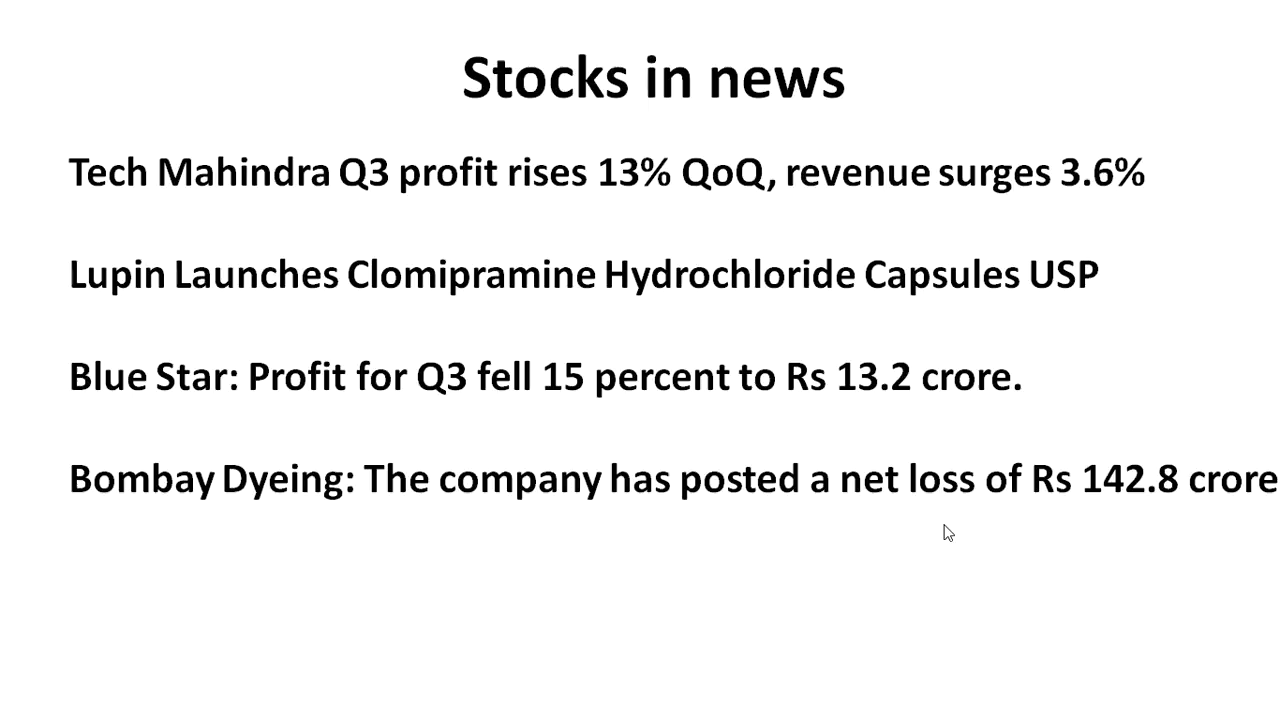 Stocks in news
Tech Mahindra Q3 profit rises 13% QoQ, revenue surges 3.6%
Lupin Launches Clomipramine Hydrochloride Capsules USP
Blue Star: Profit for Q3 fell 15 percent to Rs 13.2 crore.
Bombay Dyeing: The company has posted a net loss of Rs 142.8 crore